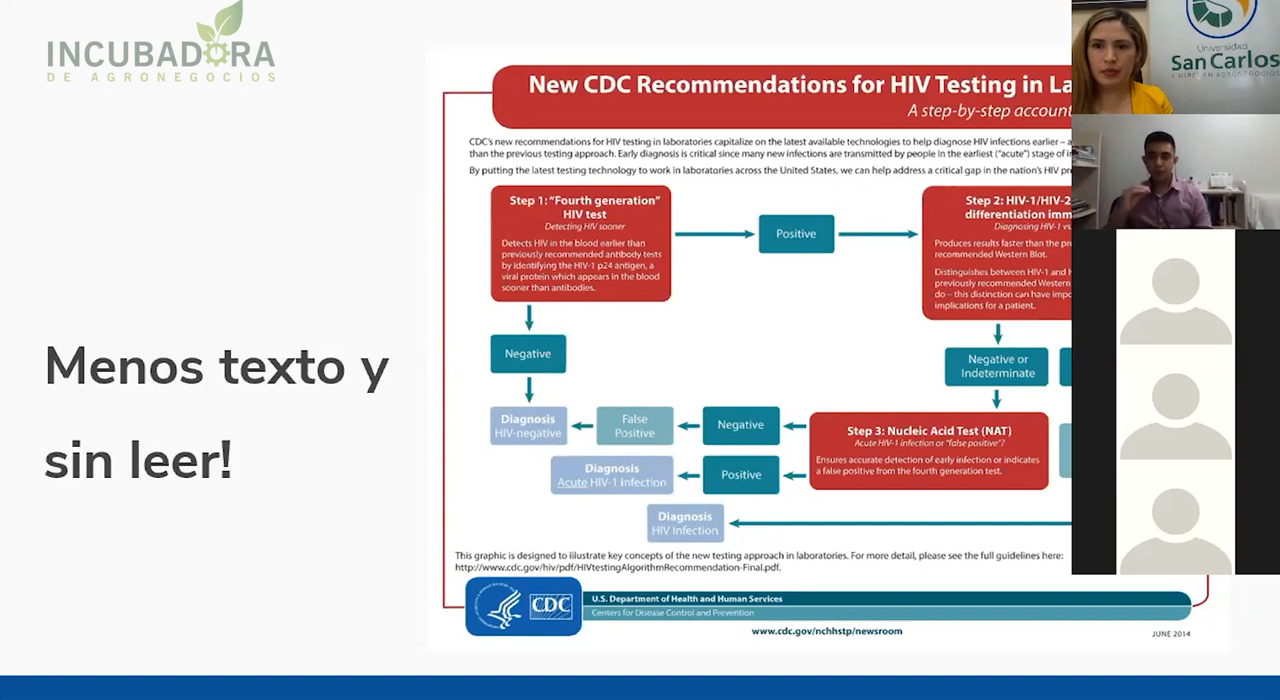 INCUBADORA
DE AGRONEGOCIOS
Menos texto y
sin leer!
New CDC Recommendations for HIV Testing in La
A step-by-step account
CDC's new recommendations for HIV testing in laboratories capitalize on the latest available technologies to help diagnose HIV infections earlier – a
than the previous testing approach. Early diagnosis is critical since many new infections are transmitted by people in the earliest ("acute") stage of i
By putting the latest testing technology to work in laboratories across the United States, we can help address a critical gap in the nation's HIV pr
Step 1: "Fourth generation"
HIV test
Detecting HIV sooner
Detects HIV in the blood earlier than
previously recommended antibody tests
by identifying the HIV-1 p24 antigen, a
viral protein which appears in the blood
sooner than antibodies.
Positive
Step 2: HIV-1/HIV-2
differentiation imm
Diagnosing HIV-1 vs
Produces results faster than the pr
recommended Western Blot.
Distinguishes between HIV-1 and H
previously recommended Western
do – this distinction can have impo
implications for a patient.
Negative
Negative or
Indeterminate
Diagnosis
HIV-negative
False
Positive
Negative
Step 3: Nucleic Acid Test (NAT)
Acute HIV-1 infection or "false positive"?
Ensures accurate detection of early infection or indicates
a false positive from the fourth generation test.
Diagnosis
Acute HIV-1 Infection
Positive
Diagnosis
HIV Infection
This graphic is designed to illustrate key concepts of the new testing approach in laboratories. For more detail, please see the full guidelines here:
http://www.cdc.gov/hiv/pdf/HIVtestingAlgorithmRecommendation-Final.pdf.
CDC
U.S. Department of Health and Human Services
Centers for Disease Control and Prevention
www.cdc.gov/nchhstp/newsroom
JUNE 2014
Universidad
San Carlos
LÍDER EN AGRONEGOCIOS